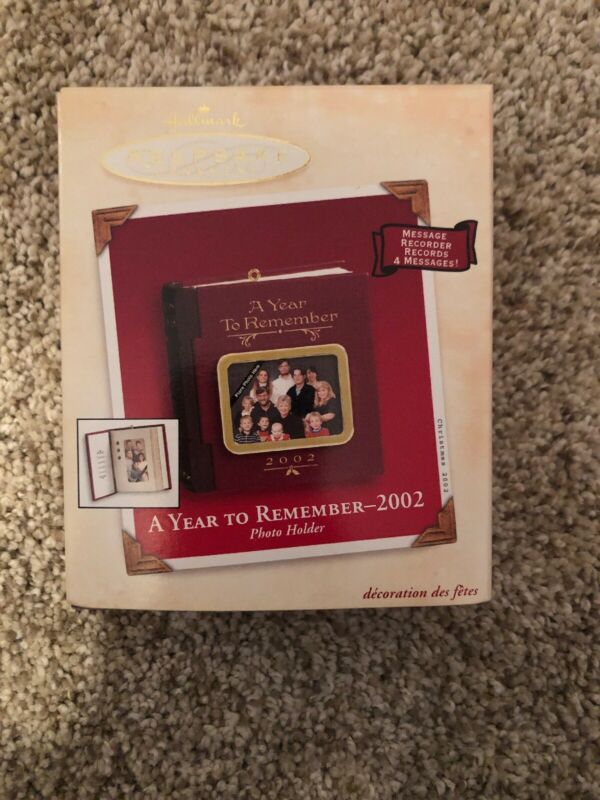 Hallmark
KEEPSAKE
MESSAGE
RECORDER
RECORDS
4 MESSAGES!
A Year
To Remember
2002
Christmas 2002
A YEAR TO REMEMBER–2002
Photo Holder
décoration des fêtes